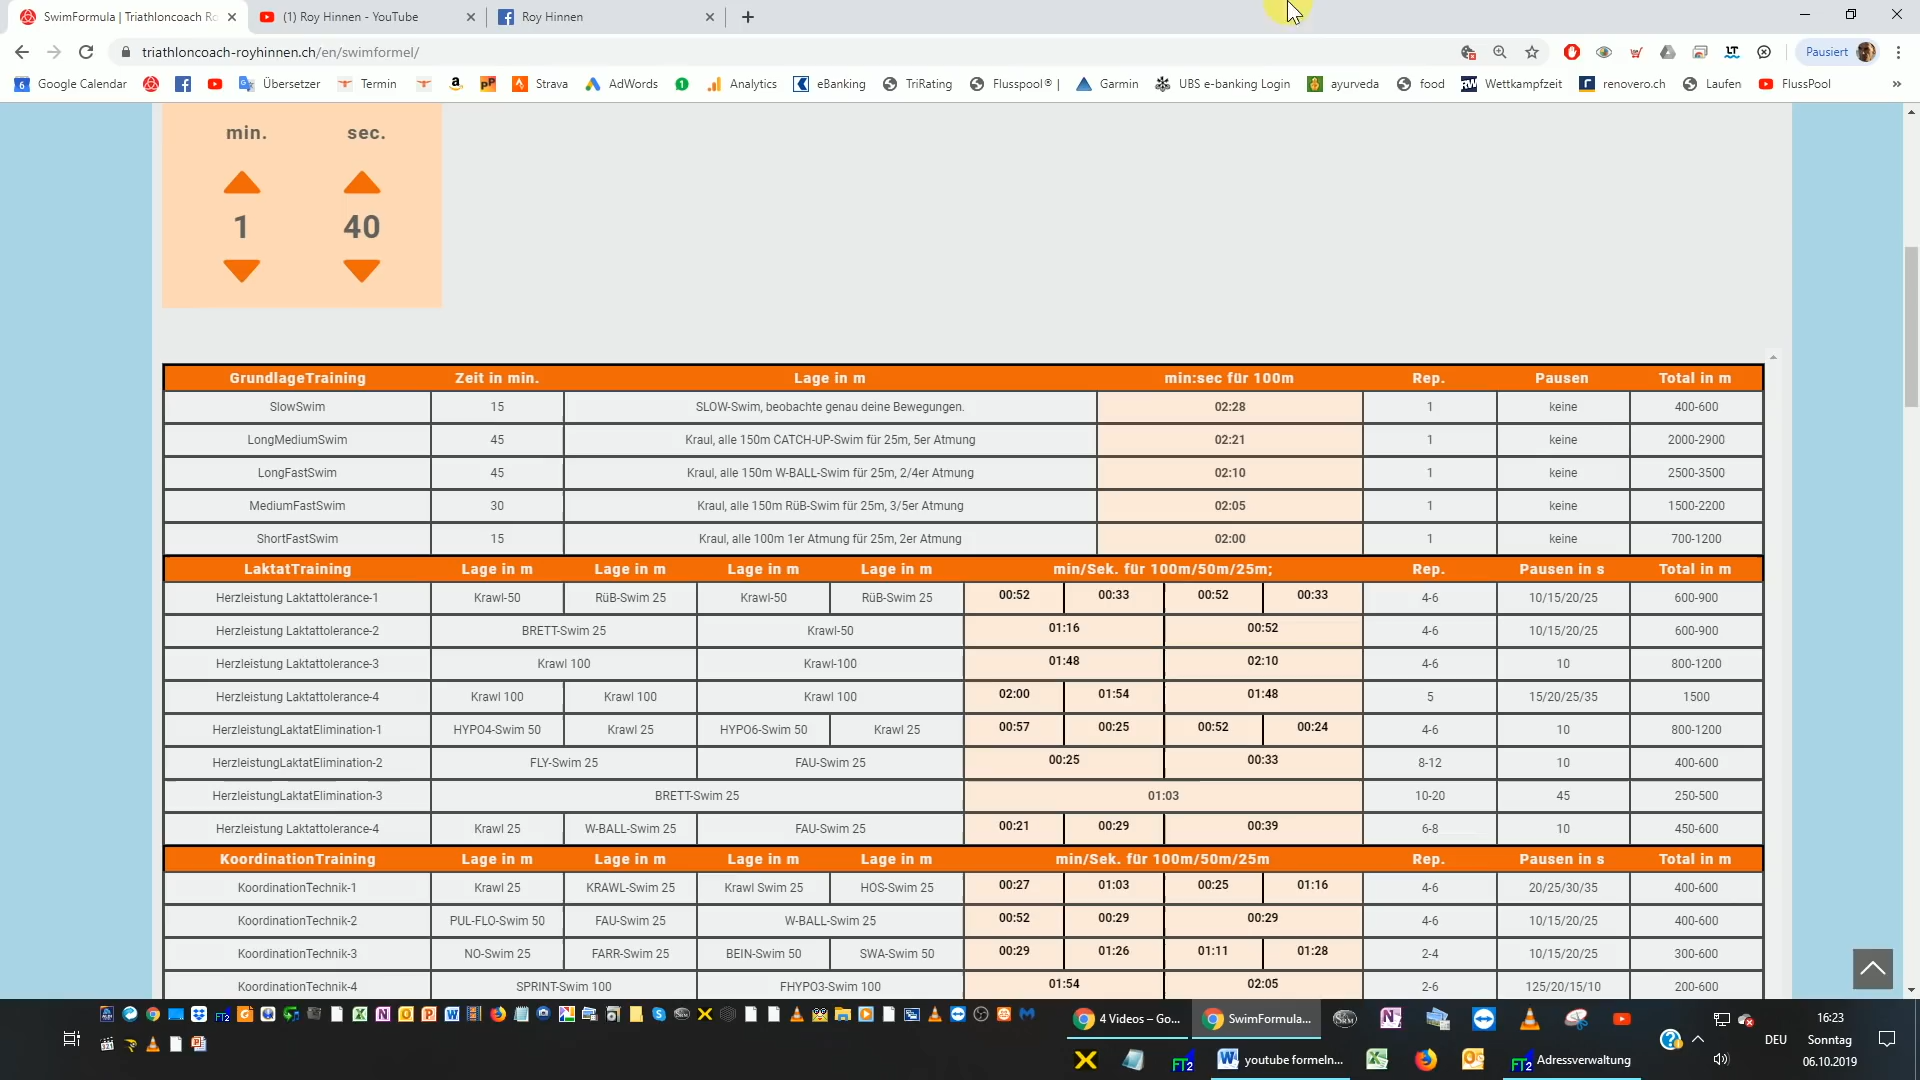 SwimFormula | Triathloncoach Ro
(1) Roy Hinnen - YouTube
Roy Hinnen
triathloncoach-royhinnen.ch/en/swimformel/
Pausiert
Google Calendar Übersetzer Termin Strava AdWords Analytics eBanking TriRating Flusspool® | Garmin UBS e-banking Login ayurveda food Wettkampfzeit renovero.ch Laufen FlussPool »
min. sec.
1 40
GrundlageTraining Zeit in min. Lage in m min:sec für 100m Rep. Pausen Total in m
SlowSwim 15 SLOW-Swim, beobachte genau deine Bewegungen. 02:28 1 keine 400-600
LongMediumSwim 45 Kraul, alle 150m CATCH-UP-Swim für 25m, 5er Atmung 02:21 1 keine 2000-2900
LongFastSwim 45 Kraul, alle 150m W-BALL-Swim für 25m, 2/4er Atmung 02:10 1 keine 2500-3500
MediumFastSwim 30 Kraul, alle 150m RüB-Swim für 25m, 3/5er Atmung 02:05 1 keine 1500-2200
ShortFastSwim 15 Kraul, alle 100m 1er Atmung für 25m, 2er Atmung 02:00 1 keine 700-1200
LaktatTraining Lage in m Lage in m Lage in m Lage in m min/Sek. für 100m/50m/25m; Rep. Pausen in s Total in m
Herzleistung Laktattolerance-1 Krawl-50 RüB-Swim 25 Krawl-50 RüB-Swim 25 00:52 00:33 00:52 00:33 4-6 10/15/20/25 600-900
Herzleistung Laktattolerance-2 BRETT-Swim 25 Krawl-50 01:16 00:52 4-6 10/15/20/25 600-900
Herzleistung Laktattolerance-3 Krawl 100 Krawl-100 01:48 02:10 4-6 10 800-1200
Herzleistung Laktattolerance-4 Krawl 100 Krawl 100 Krawl 100 02:00 01:54 01:48 5 15/20/25/35 1500
HerzleistungLaktatElimination-1 HYPO4-Swim 50 Krawl 25 HYPO6-Swim 50 Krawl 25 00:57 00:25 00:52 00:24 4-6 10 800-1200
HerzleistungLaktatElimination-2 FLY-Swim 25 FAU-Swim 25 00:25 00:33 8-12 10 400-600
HerzleistungLaktatElimination-3 BRETT-Swim 25 01:03 10-20 45 250-500
Herzleistung Laktattolerance-4 Krawl 25 W-BALL-Swim 25 FAU-Swim 25 00:21 00:29 00:39 6-8 10 450-600
KoordinationTraining Lage in m Lage in m Lage in m Lage in m min/Sek. für 100m/50m/25m Rep. Pausen in s Total in m
KoordinationTechnik-1 Krawl 25 KRAWL-Swim 25 Krawl Swim 25 HOS-Swim 25 00:27 01:03 00:25 01:16 4-6 20/25/30/35 400-600
KoordinationTechnik-2 PUL-FLO-Swim 50 FAU-Swim 25 W-BALL-Swim 25 00:52 00:29 00:29 4-6 10/15/20/25 400-600
KoordinationTechnik-3 NO-Swim 25 FARR-Swim 25 BEIN-Swim 50 SWA-Swim 50 00:29 01:26 01:11 01:28 2-4 10/15/20/25 300-600
KoordinationTechnik-4 SPRINT-Swim 100 FHYPO3-Swim 100 01:54 02:05 2-6 125/20/15/10 200-600
4 Videos – Go... SwimFormula...
16:23
DEU Sonntag
youtube formeln... Adressverwaltung 06.10.2019